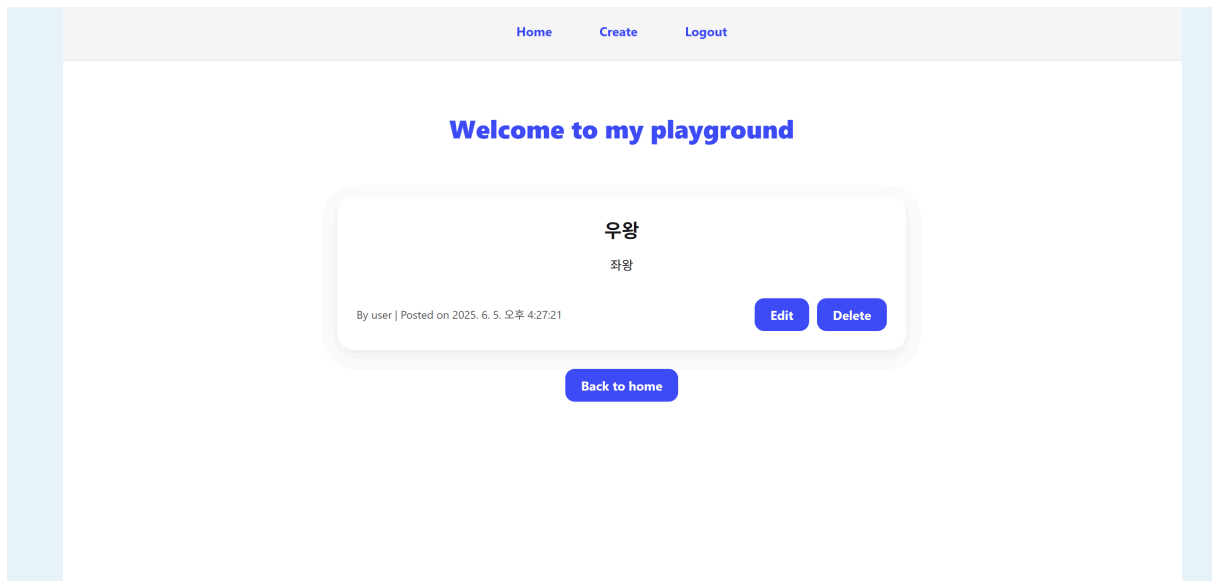 Home Create Logout
Welcome to my playground
우왕
좌왕
By user | Posted on 2025. 6. 5. 오후 4:27:21
Edit Delete
Back to home